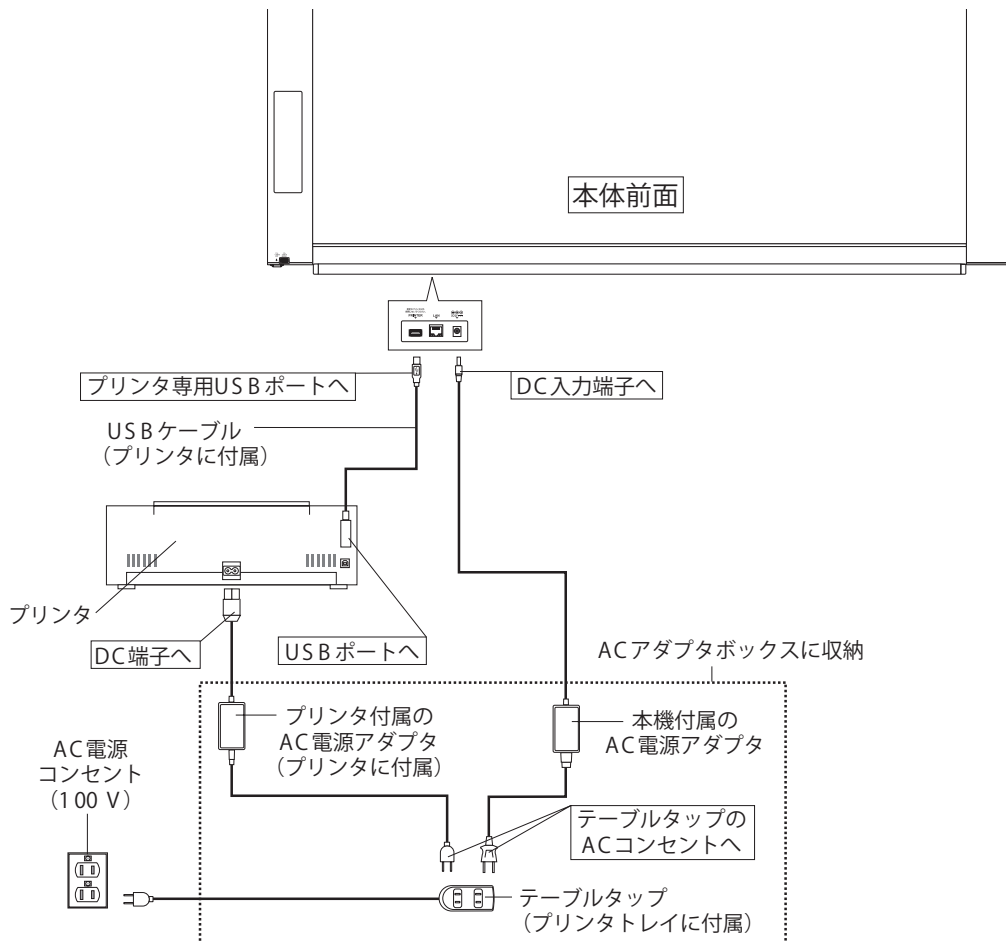 本体前面
PRINTER
LAN
プリンタ専用USBポートへ
DC入力端子へ
USBケーブル
（プリンタに付属）
プリンタ
DC端子へ
USBポートへ
ACアダプタボックスに収納
プリンタ付属の
AC電源アダプタ
（プリンタに付属）
本機付属の
AC電源アダプタ
AC電源
コンセント
（100 V）
テーブルタップの
ACコンセントへ
テーブルタップ
（プリンタトレイに付属）